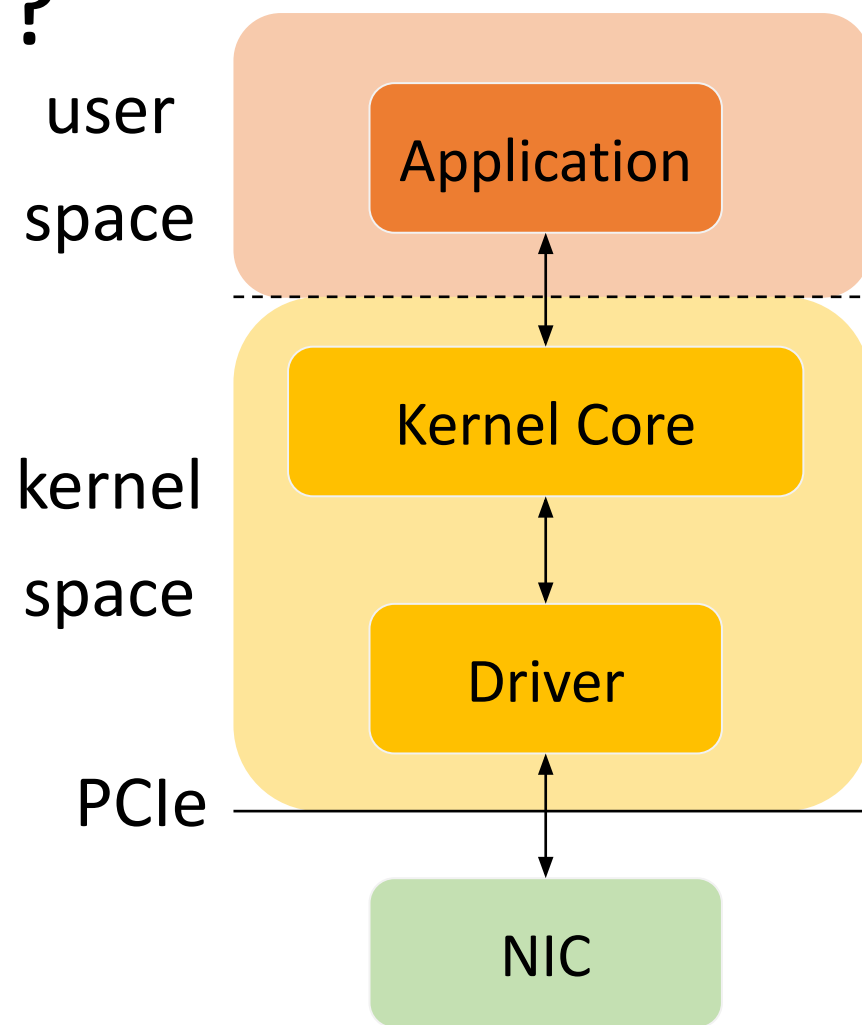 ?
user
space
Application
Kernel Core
kernel
space
Driver
PCIe
NIC